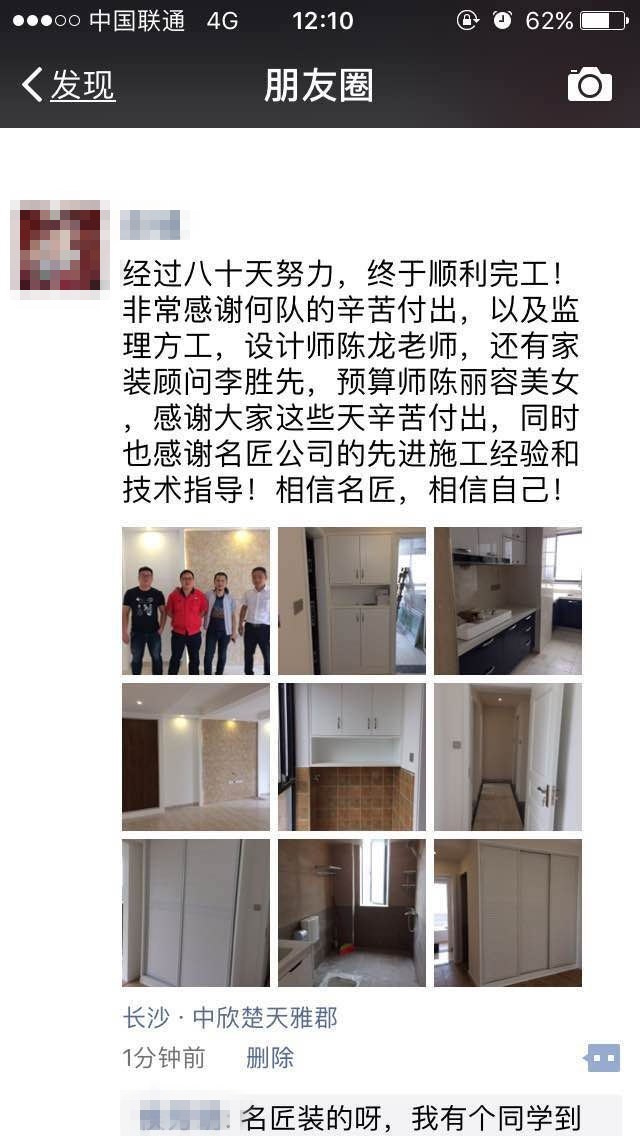 中国联通 4G 12:10 62%
发现 朋友圈
经过八十天努力，终于顺利完工！
非常感谢何队的辛苦付出，以及监
理方工，设计师陈龙老师，还有家
装顾问李胜先，预算师陈丽容美女
，感谢大家这些天辛苦付出，同时
也感谢名匠公司的先进施工经验和
技术指导！相信名匠，相信自己！
长沙 · 中欣楚天雅郡
1分钟前 删除
: 名匠装的呀，我有个同学到